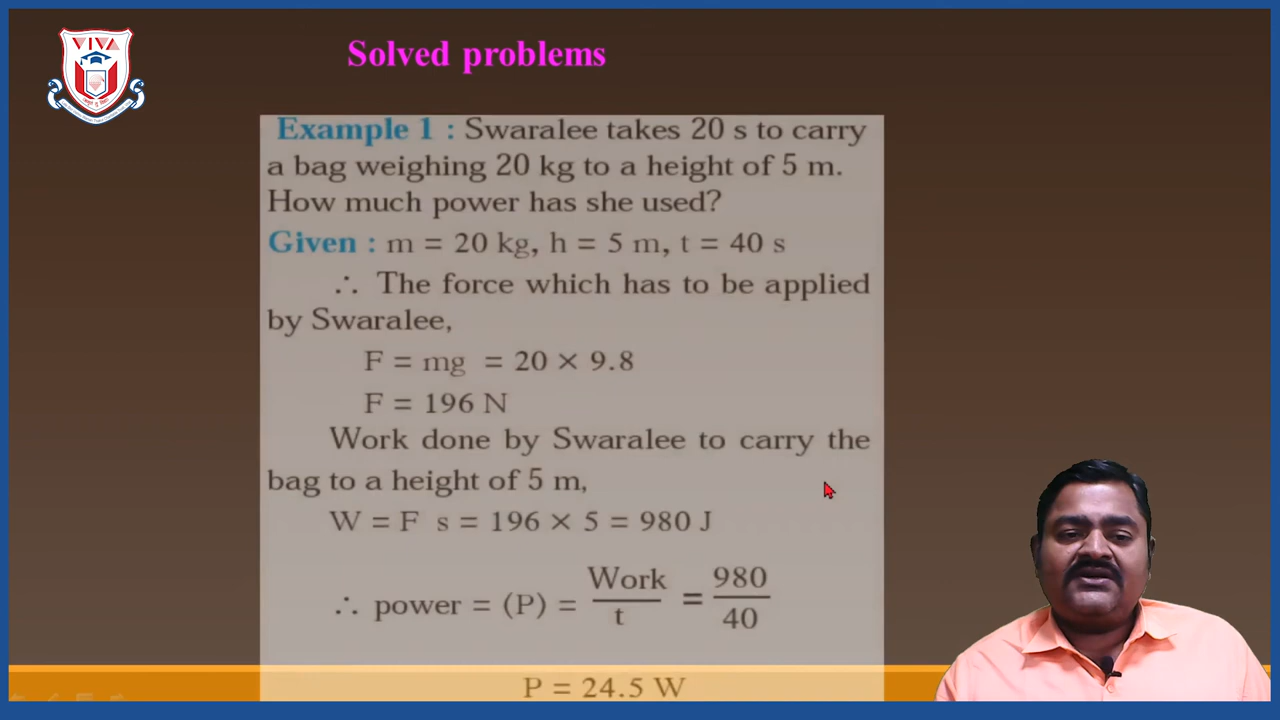 VIVA
Solved problems
Example 1 : Swaralee takes 20 s to carry
a bag weighing 20 kg to a height of 5 m.
How much power has she used?
Given : m = 20 kg, h = 5 m, t = 40 s
∴ The force which has to be applied
by Swaralee,
F = mg = 20 × 9.8
F = 196 N
Work done by Swaralee to carry the
bag to a height of 5 m,
W = F s = 196 × 5 = 980 J
∴ power = (P) = Work / t = 980 / 40
P = 24.5 W